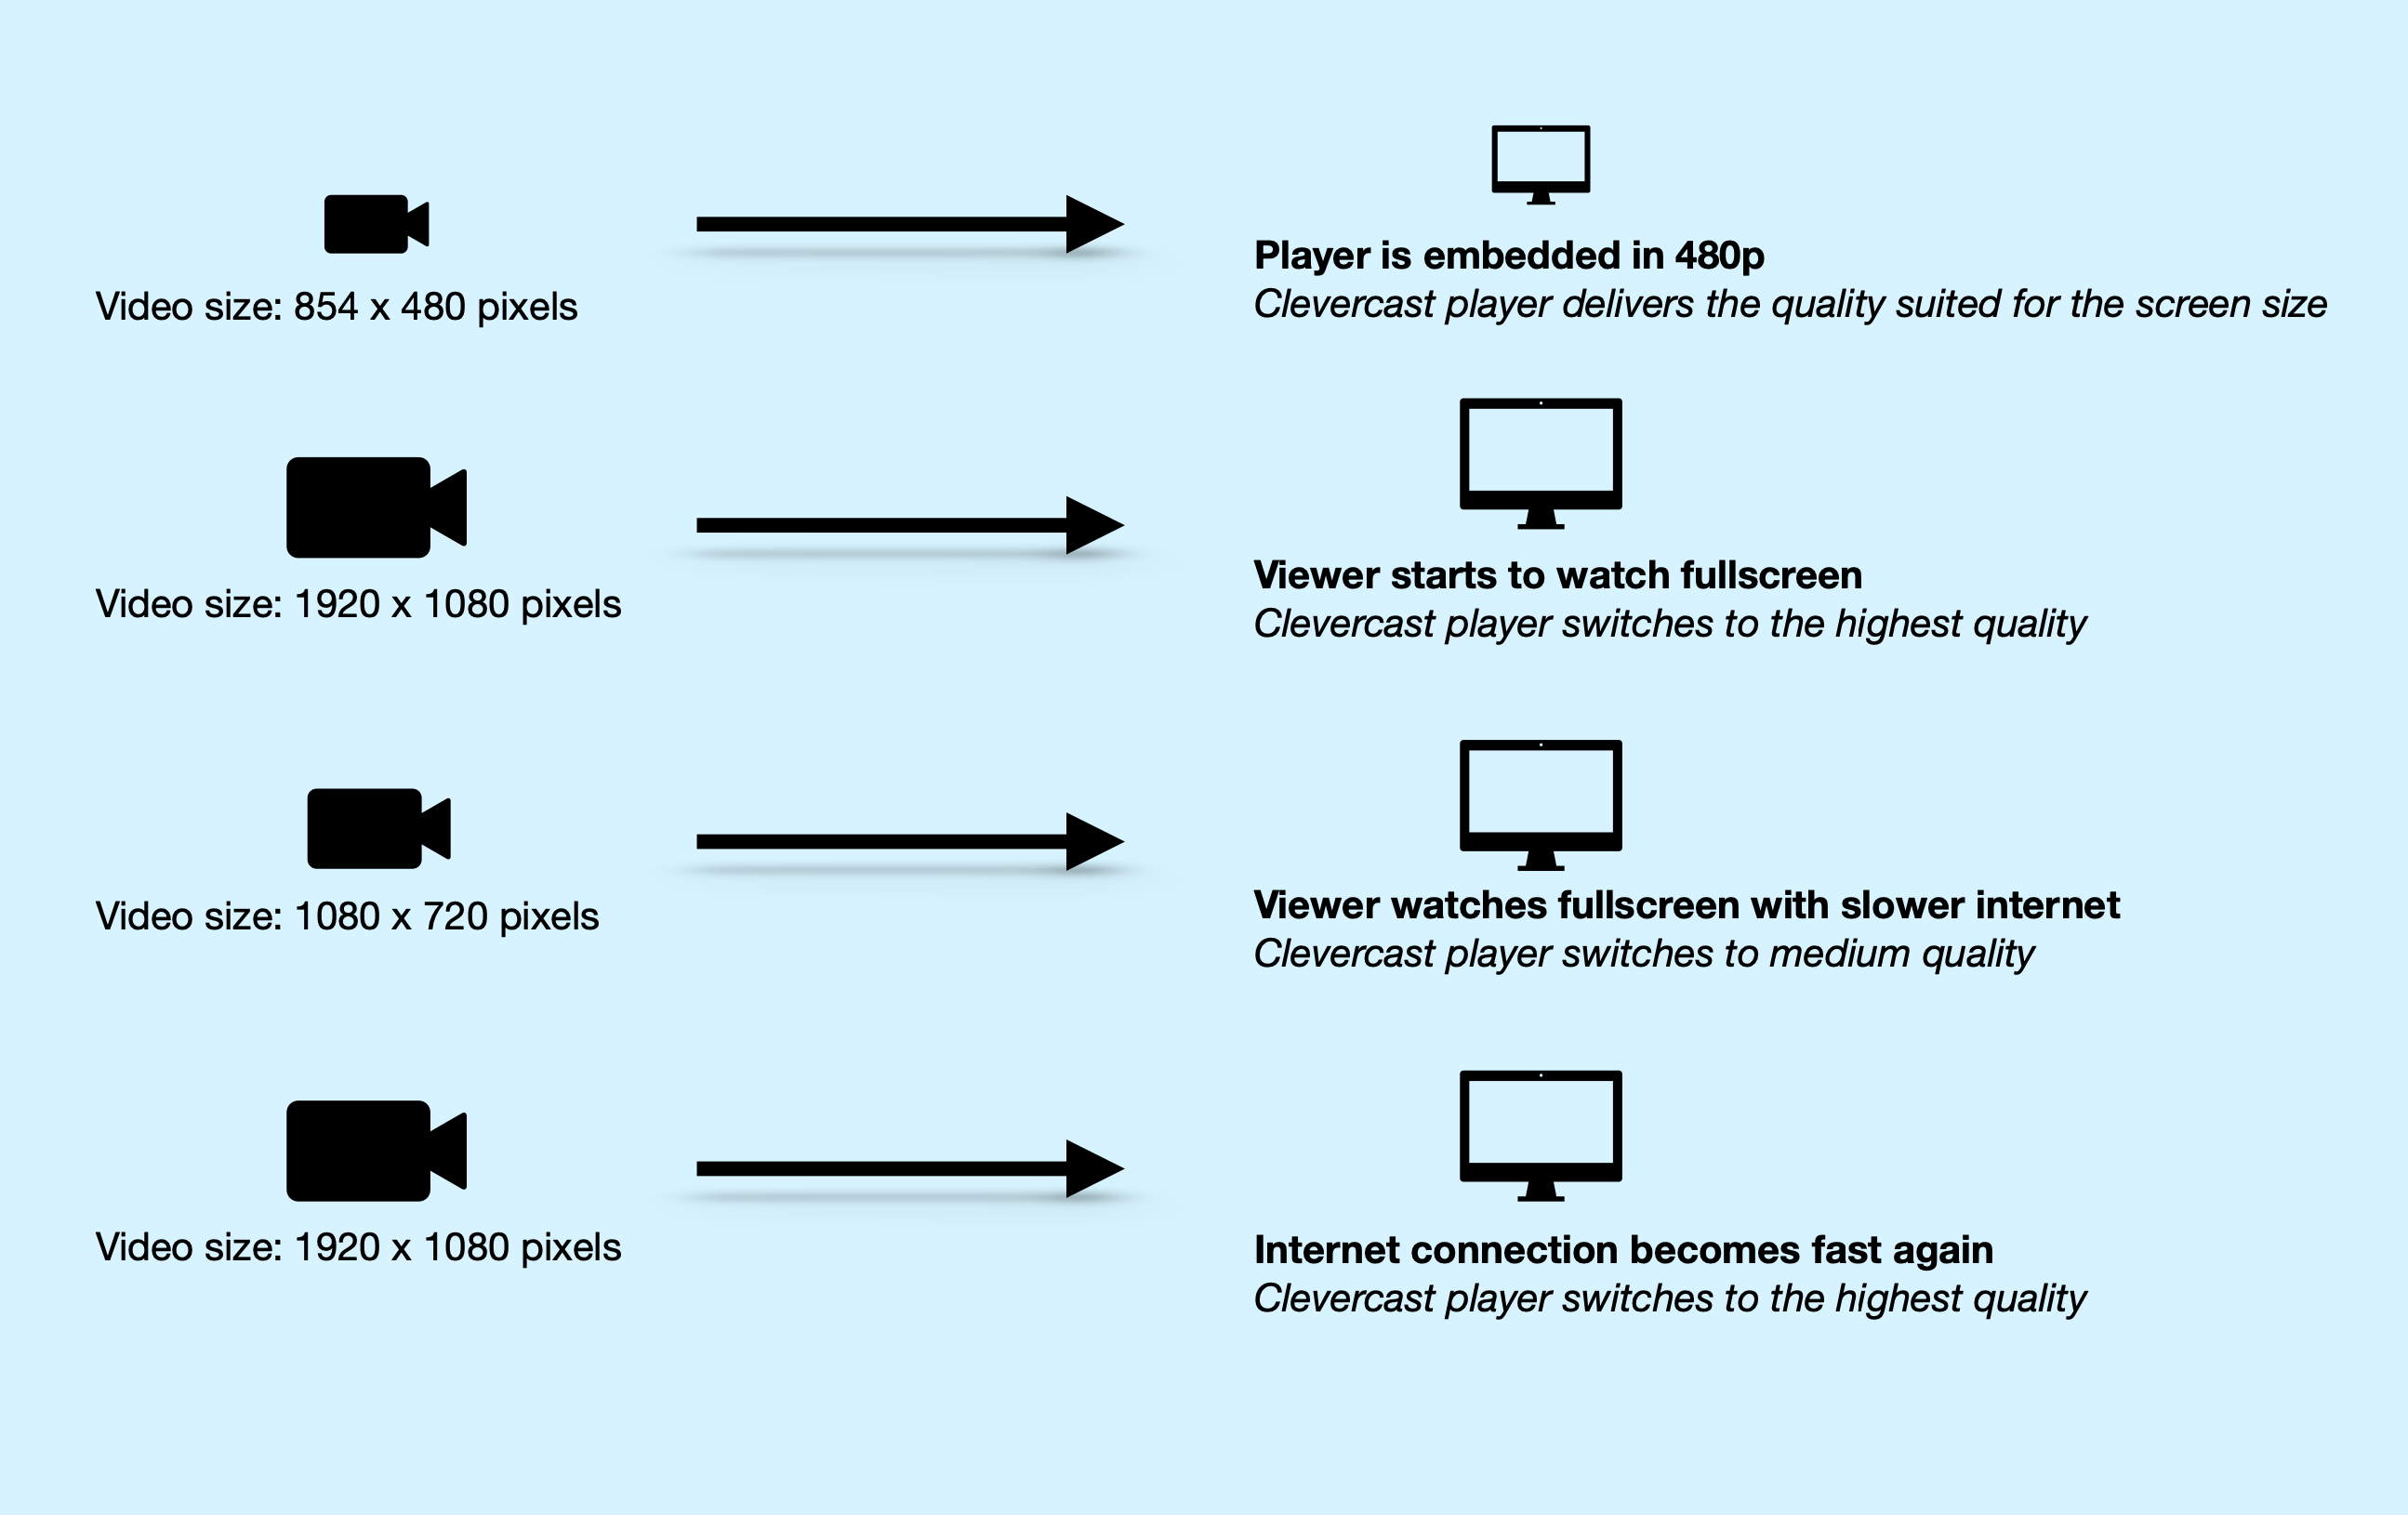 Player is embedded in 480p
Video size: 854 x 480 pixels
Clevercast player delivers the quality suited for the screen size
Viewer starts to watch fullscreen
Video size: 1920 x 1080 pixels
Clevercast player switches to the highest quality
Viewer watches fullscreen with slower internet
Video size: 1080 x 720 pixels
Clevercast player switches to medium quality
Internet connection becomes fast again
Video size: 1920 x 1080 pixels
Clevercast player switches to the highest quality